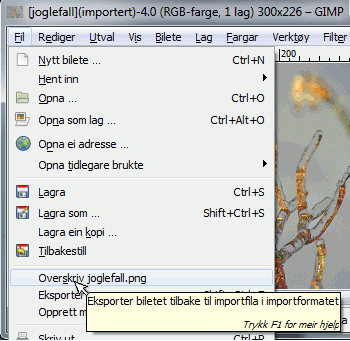 [joglefall](importert)-4.0 (RGB-farge, 1 lag) 300x226 – GIMP
Fil Rediger Utval Vis Bilete Lag Fargar Verktøy Filter
Nytt bilete ... Ctrl+N
Hent inn
Opna ... Ctrl+O
Opna som lag ... Ctrl+Alt+O
Opna ei adresse ...
Opna tidlegare brukte
Lagra Ctrl+S
Lagra som ... Shift+Ctrl+S
Lagra ein kopi ...
Tilbakestill
Overskriv joglefall.png
Eksporter
Eksporter biletet tilbake til importfila i importformatet
Trykk F1 for meir hjelp
Opprett
Skriv ut
200